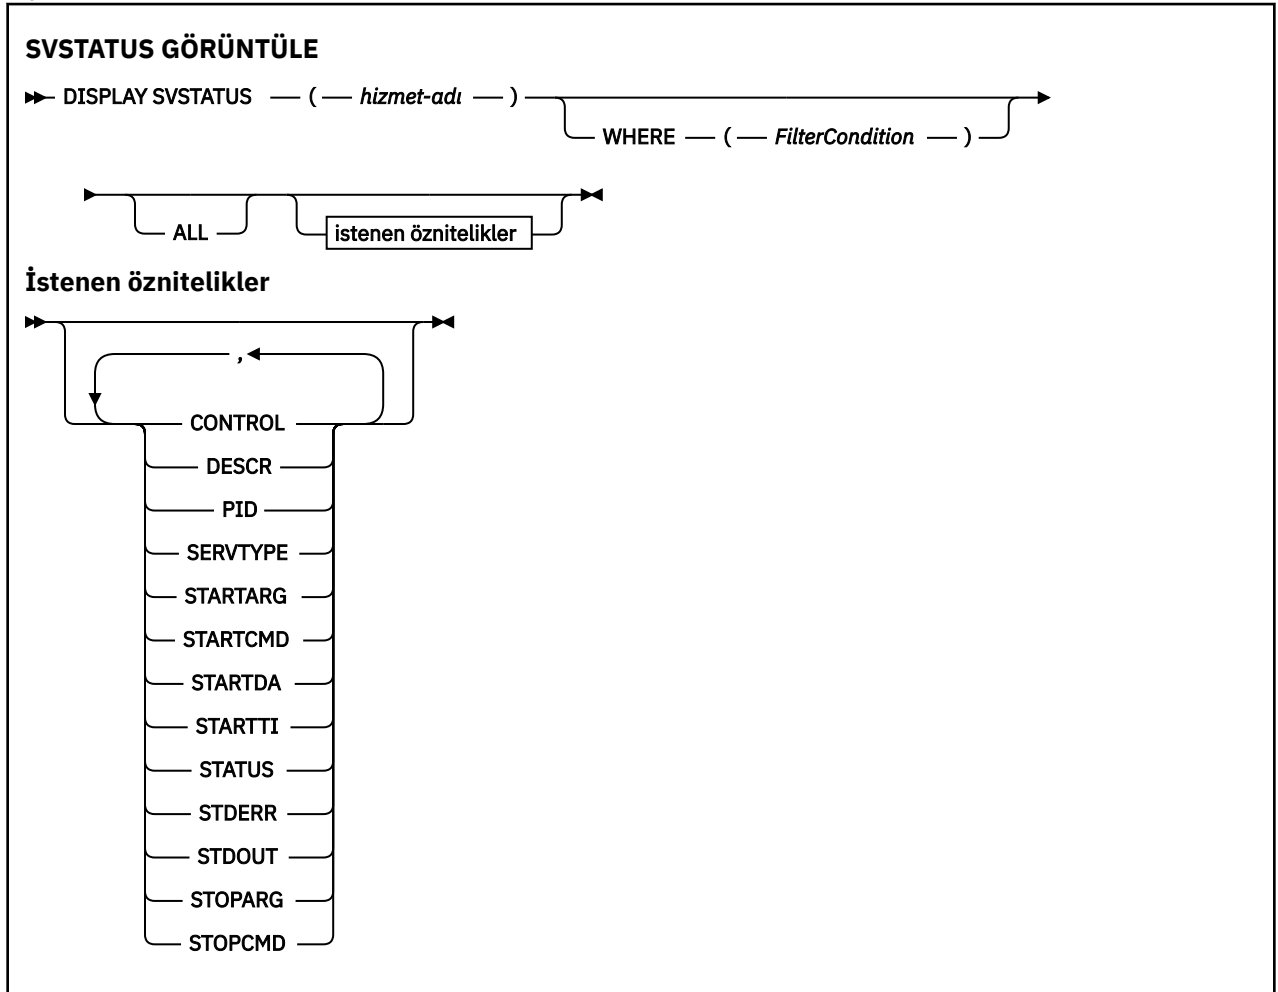 SVSTATUS GÖRÜNTÜLE
DISPLAY SVSTATUS ( hizmet-adı )
WHERE ( FilterCondition )
ALL
istenen öznitelikler
İstenen öznitelikler
,
CONTROL
DESCR
PID
SERVTYPE
STARTARG
STARTCMD
STARTDA
STARTTI
STATUS
STDERR
STDOUT
STOPARG
STOPCMD